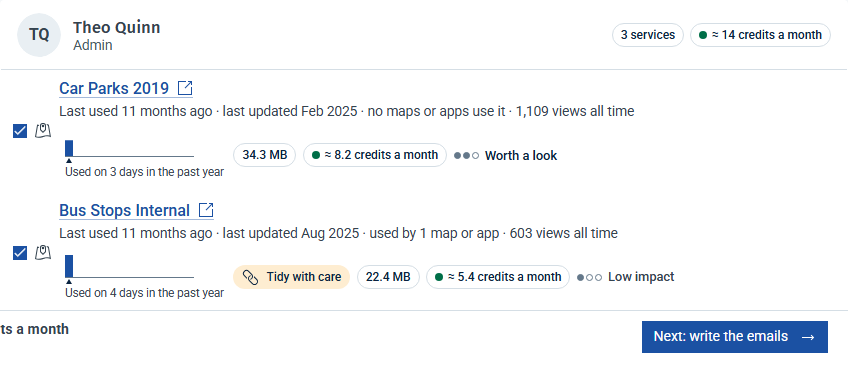 TQ
Theo Quinn
Admin
3 services
≈ 14 credits a month
Car Parks 2019
Last used 11 months ago · last updated Feb 2025 · no maps or apps use it · 1,109 views all time
Used on 3 days in the past year
34.3 MB
≈ 8.2 credits a month
Worth a look
Bus Stops Internal
Last used 11 months ago · last updated Aug 2025 · used by 1 map or app · 603 views all time
Used on 4 days in the past year
Tidy with care
22.4 MB
≈ 5.4 credits a month
Low impact
ts a month
Next: write the emails →